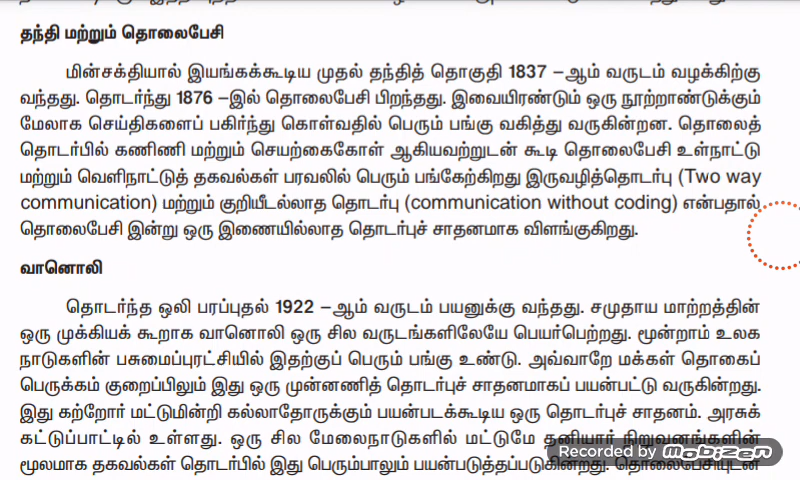 தந்தி மற்றும் தொலைபேசி
மின்சக்தியால் இயங்கக்கூடிய முதல் தந்தித் தொகுதி 1837 –ஆம் வருடம் வழக்கிற்கு
வந்தது. தொடர்ந்து 1876 –இல் தொலைபேசி பிறந்தது. இவையிரண்டும் ஒரு நூற்றாண்டுக்கும்
மேலாக செய்திகளைப் பகிர்ந்து கொள்வதில் பெரும் பங்கு வகித்து வருகின்றன. தொலைத்
தொடர்பில் கணிணி மற்றும் செயற்கைகோள் ஆகியவற்றுடன் கூடி தொலைபேசி உள்நாட்டு
மற்றும் வெளிநாட்டுத் தகவல்கள் பரவலில் பெரும் பங்கேற்கிறது இருவழித்தொடர்பு (Two way
communication) மற்றும் குறியீடல்லாத தொடர்பு (communication without coding) என்பதால்
தொலைபேசி இன்று ஒரு இணையில்லாத தொடர்புச் சாதனமாக விளங்குகிறது.
வானொலி
தொடர்ந்த ஒலி பரப்புதல் 1922 –ஆம் வருடம் பயனுக்கு வந்தது. சமுதாய மாற்றத்தின்
ஒரு முக்கியக் கூறாக வானொலி ஒரு சில வருடங்களிலேயே பெயர்பெற்றது. மூன்றாம் உலக
நாடுகளின் பசுமைப்புரட்சியில் இதற்குப் பெரும் பங்கு உண்டு. அவ்வாறே மக்கள் தொகைப்
பெருக்கம் குறைப்பிலும் இது ஒரு முன்னணித் தொடர்புச் சாதனமாகப் பயன்பட்டு வருகின்றது.
இது கற்றோர் மட்டுமின்றி கல்லாதோருக்கும் பயன்படக்கூடிய ஒரு தொடர்புச் சாதனம். அரசுக்
கட்டுப்பாட்டில் உள்ளது. ஒரு சில மேலைநாடுகளில் மட்டுமே தனியார் நிறுவனங்களின்
மூலமாக தகவல்கள் தொடர்பில் இது பெரும்பாலும் பயன்படுத்தப்படுகின்றது. தொலைபேசியுடன்
Recorded by mobizen